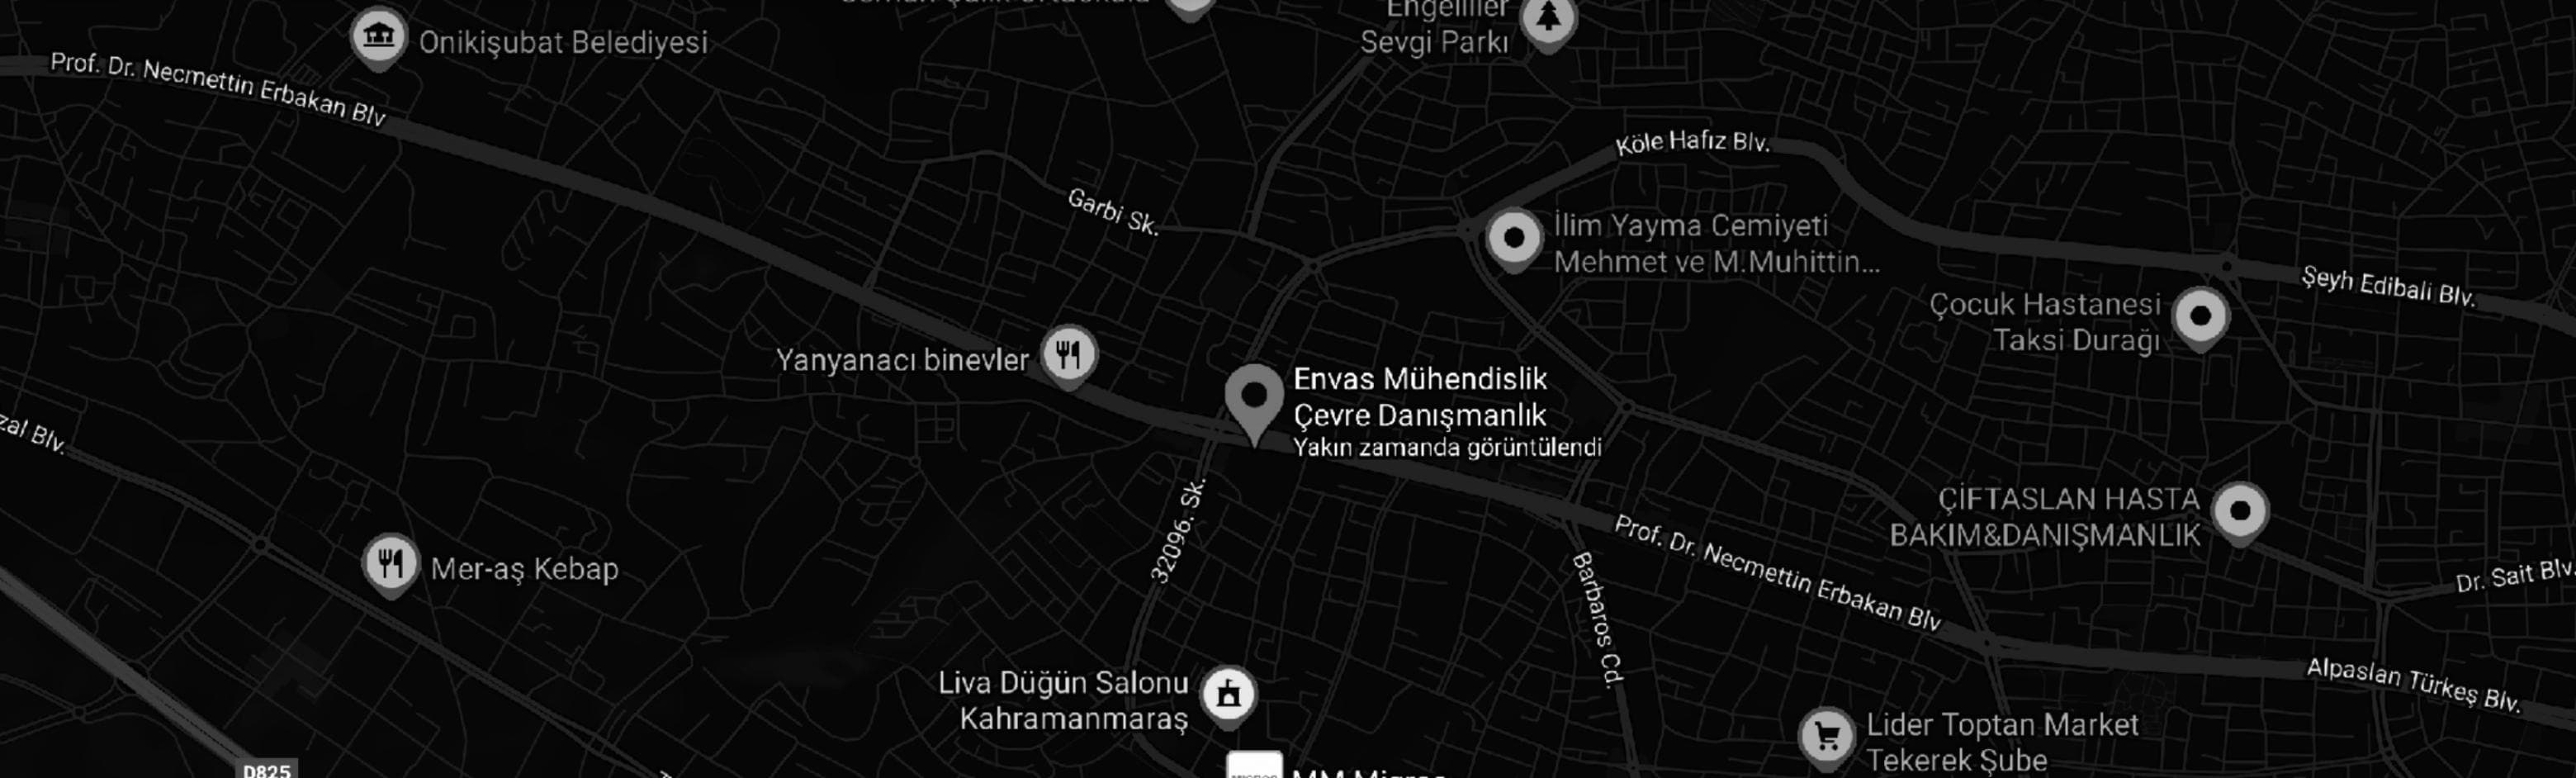 Engelliler
Sevgi Parkı
Onikişubat Belediyesi
Prof. Dr. Necmettin Erbakan Blv
Köle Hafız Blv.
Garbi Sk.
İlim Yayma Cemiyeti
Mehmet ve M.Muhittin...
Şeyh Edibali Blv.
Çocuk Hastanesi
Taksi Durağı
Yanyanacı binevler
Envas Mühendislik
Çevre Danışmanlık
Yakın zamanda görüntülendi
Blv.
32096. Sk.
ÇİFTASLAN HASTA
BAKIM&DANIŞMANLIK
Prof. Dr. Necmettin Erbakan Blv
Mer-aş Kebap
Dr. Sait Blv.
Barbaros Cd.
Liva Düğün Salonu
Kahramanmaraş
Alpaslan Türkeş Blv.
Lider Toptan Market
Tekerek Şube
D825